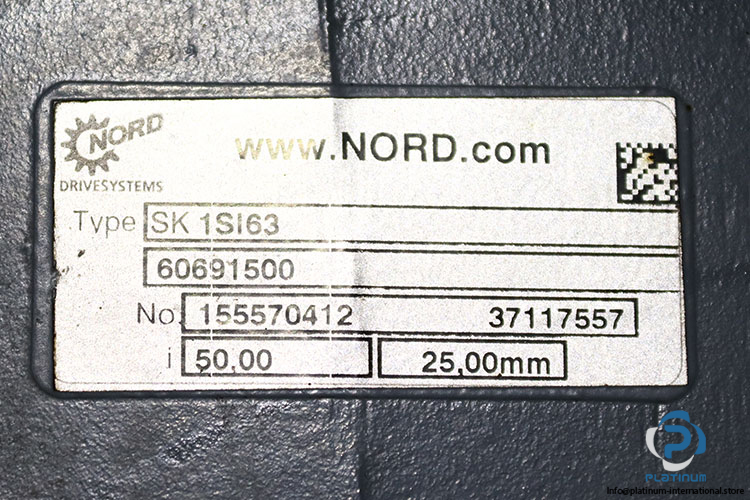 NORD
DRIVESYSTEMS
www.NORD.com
Type SK 1SI63
60691500
No. 155570412 37117557
i 50,00 25,00mm
PLATINUM
info@platinum-international.store